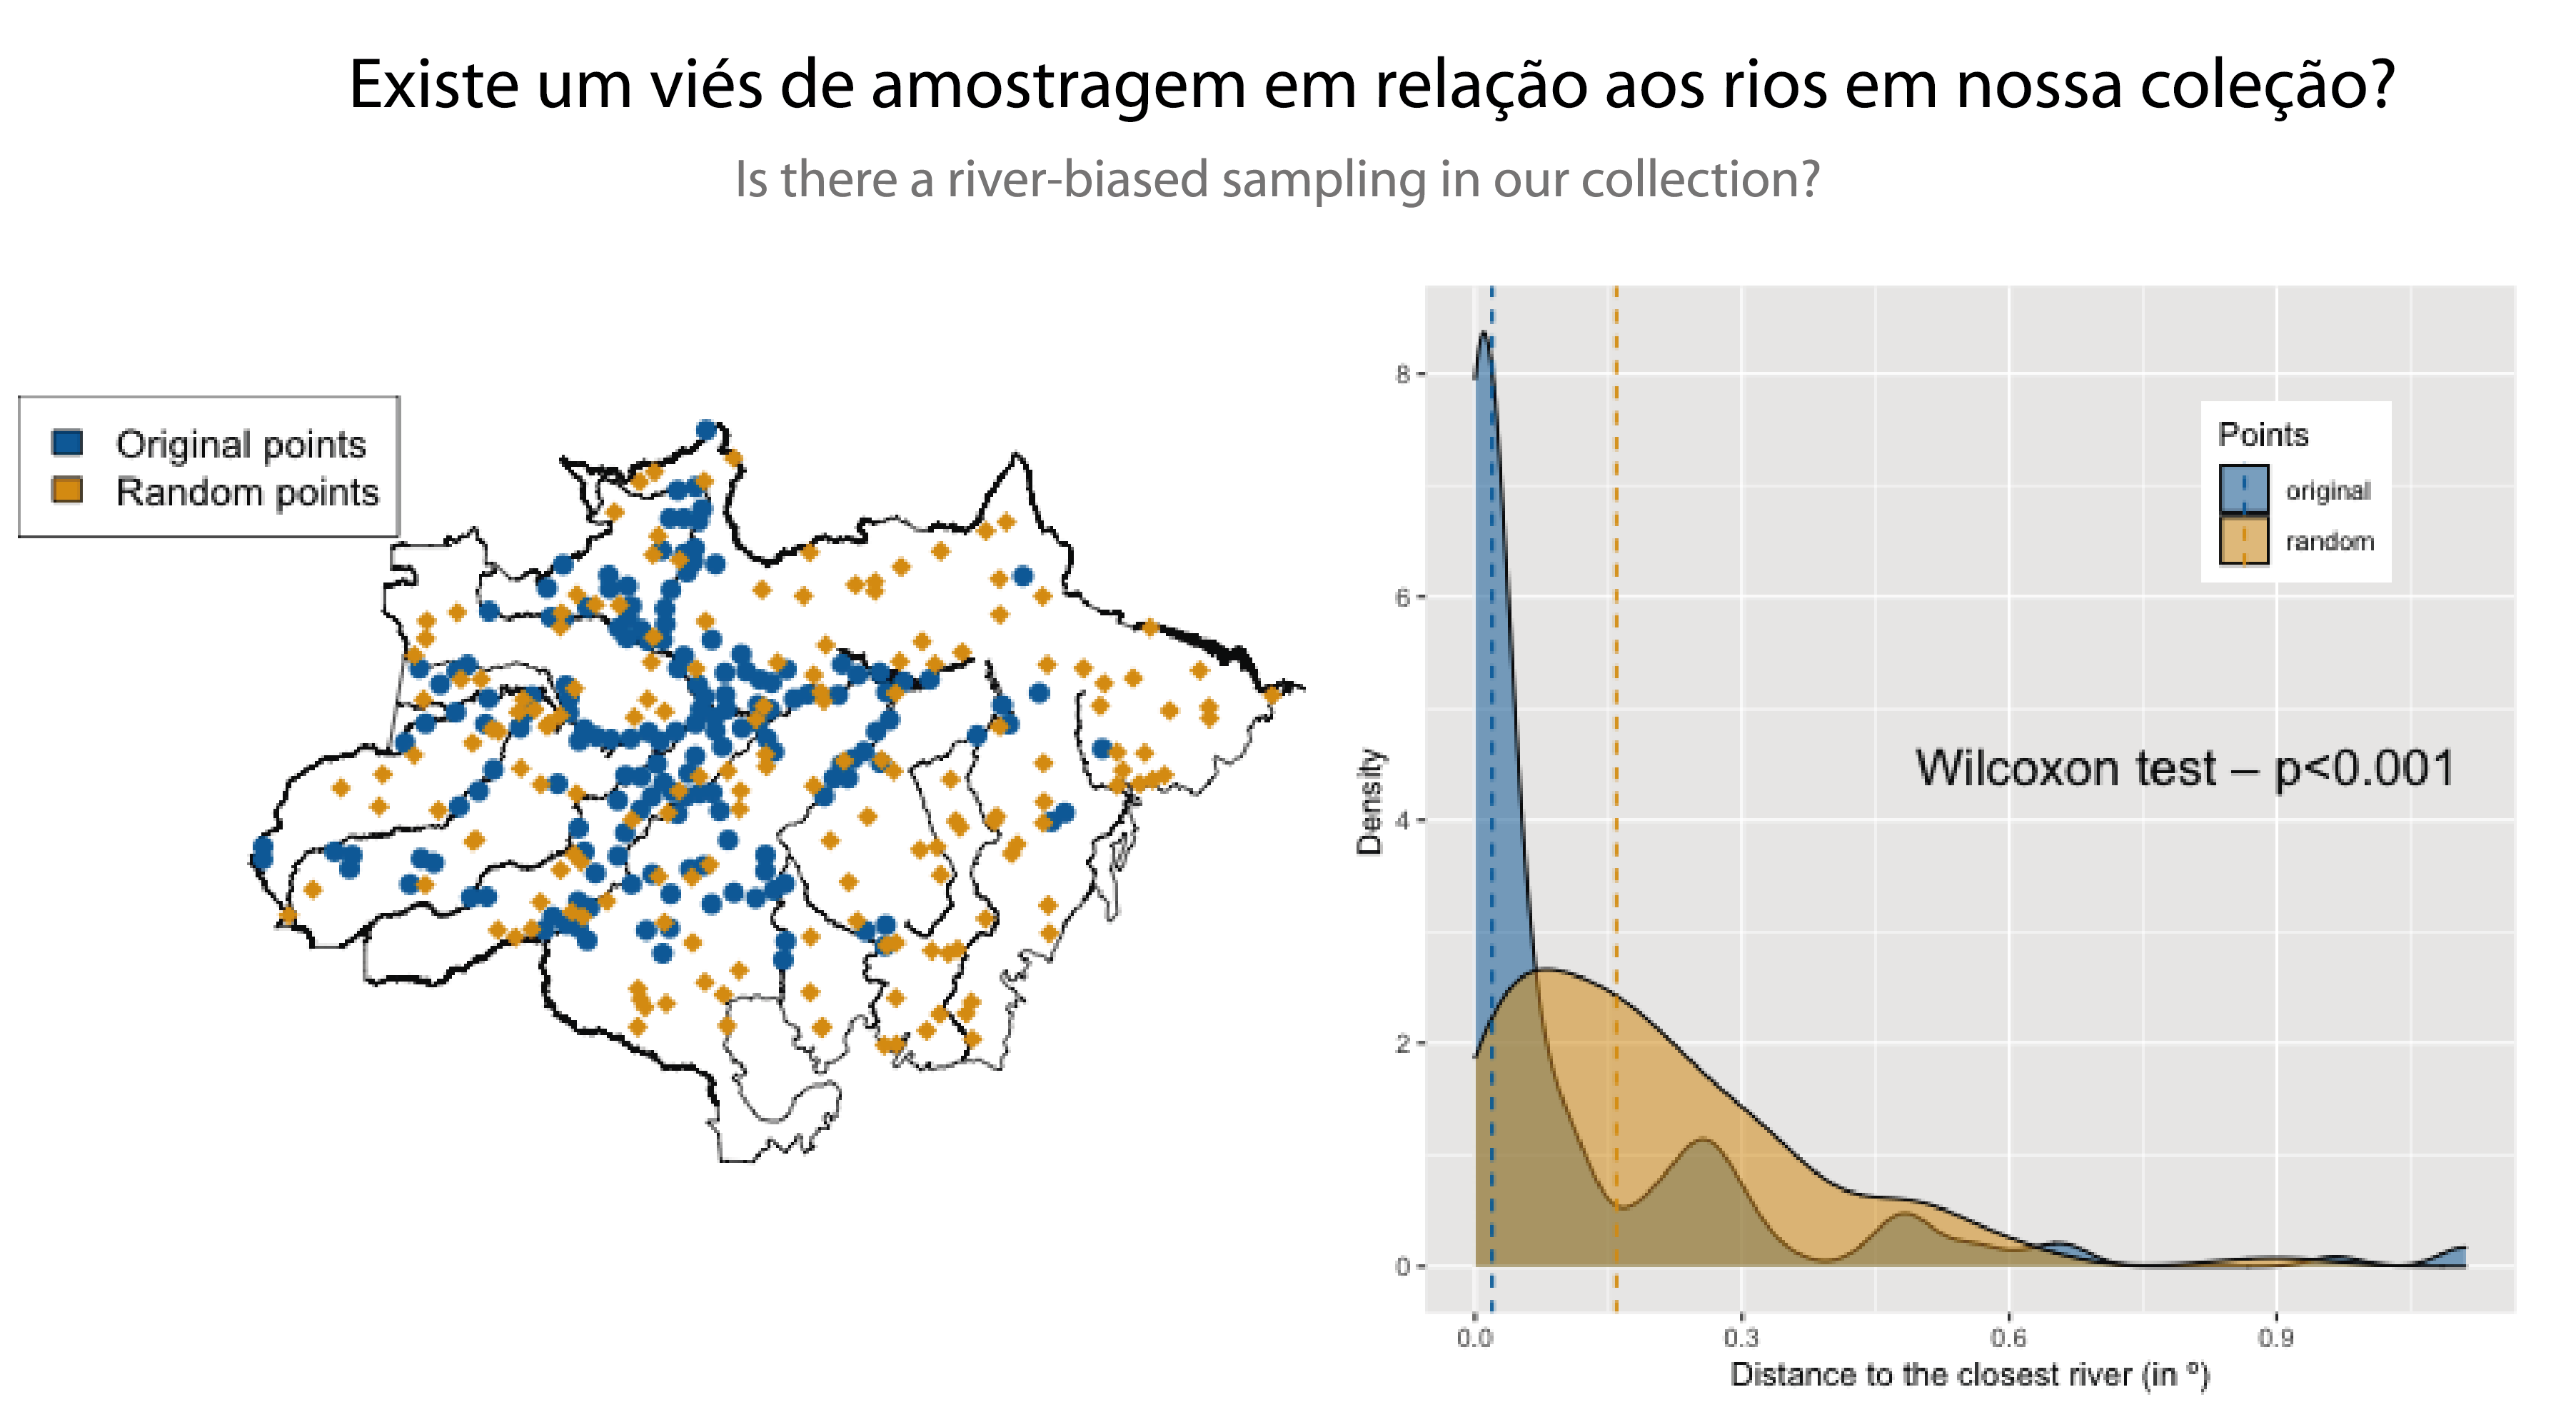 Existe um viés de amostragem em relação aos rios em nossa coleção?
Is there a river-biased sampling in our collection?
Original points
Random points
8
6
4
2
0
Density
Points
original
random
Wilcoxon test – p<0.001
0.0 0.3 0.6 0.9
Distance to the closest river (in º)